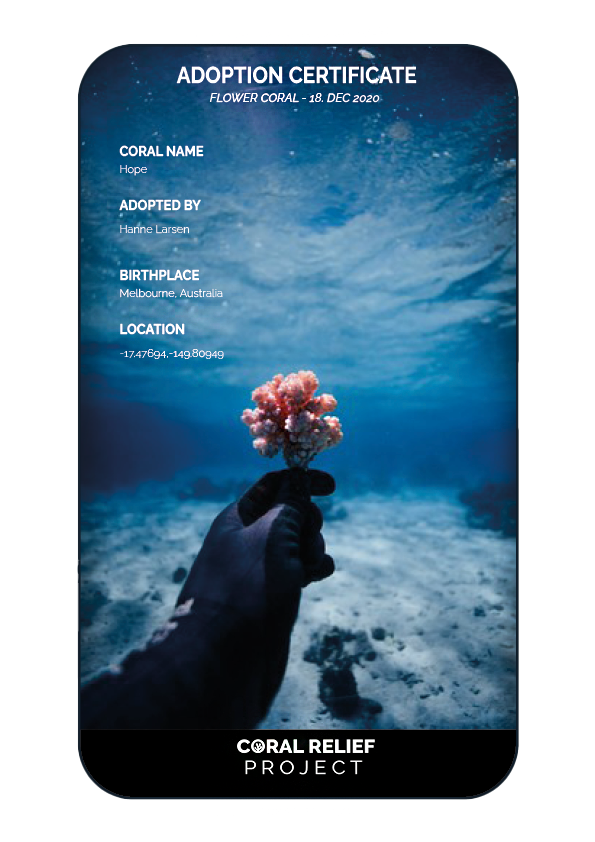 ADOPTION CERTIFICATE
FLOWER CORAL - 18. DEC 2020
CORAL NAME
Hope
ADOPTED BY
Hanne Larsen
BIRTHPLACE
Melbourne, Australia
LOCATION
-17.47694,-149.80949
CORAL RELIEF
PROJECT